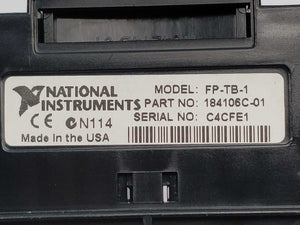 NATIONAL INSTRUMENTS
MODEL: FP-TB-1
PART NO: 184106C-01
SERIAL NO: C4CFE1
CE N114
Made in the USA